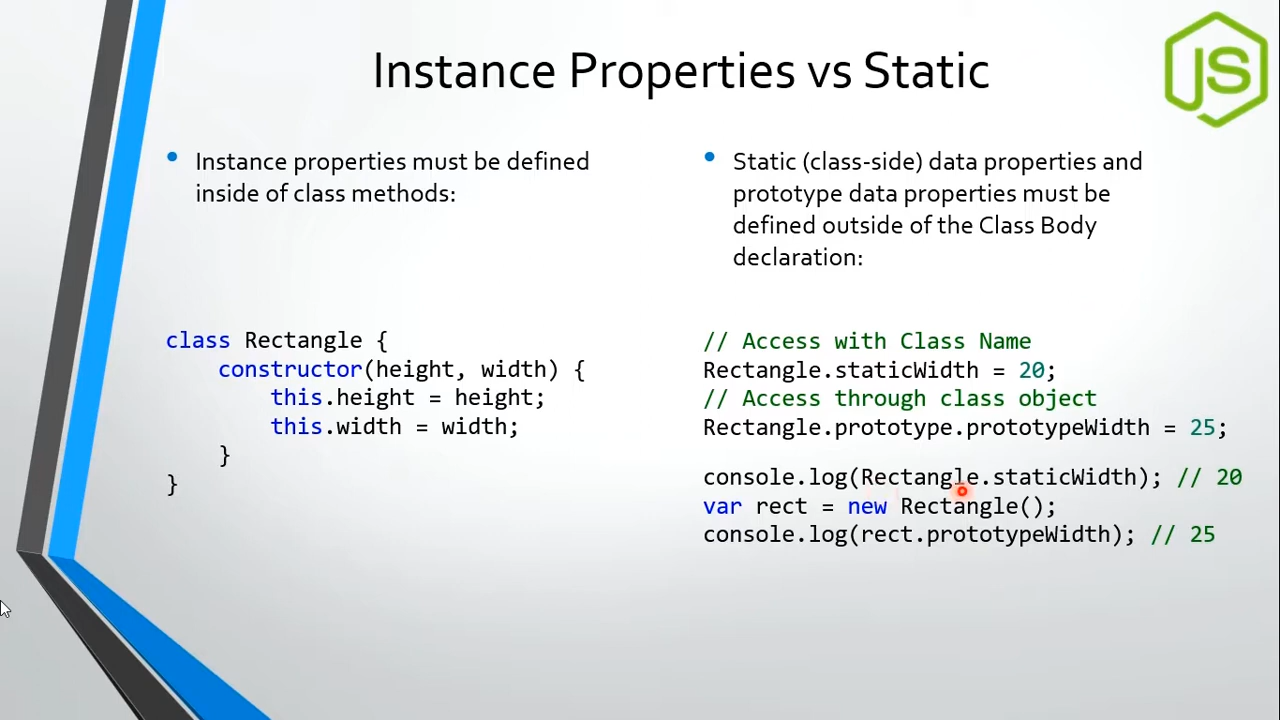 JS
Instance Properties vs Static
• Instance properties must be defined
inside of class methods:
class Rectangle {
    constructor(height, width) {
        this.height = height;
        this.width = width;
    }
}
• Static (class-side) data properties and
prototype data properties must be
defined outside of the Class Body
declaration:
// Access with Class Name
Rectangle.staticWidth = 20;
// Access through class object
Rectangle.prototype.prototypeWidth = 25;
console.log(Rectangle.staticWidth); // 20
var rect = new Rectangle();
console.log(rect.prototypeWidth); // 25